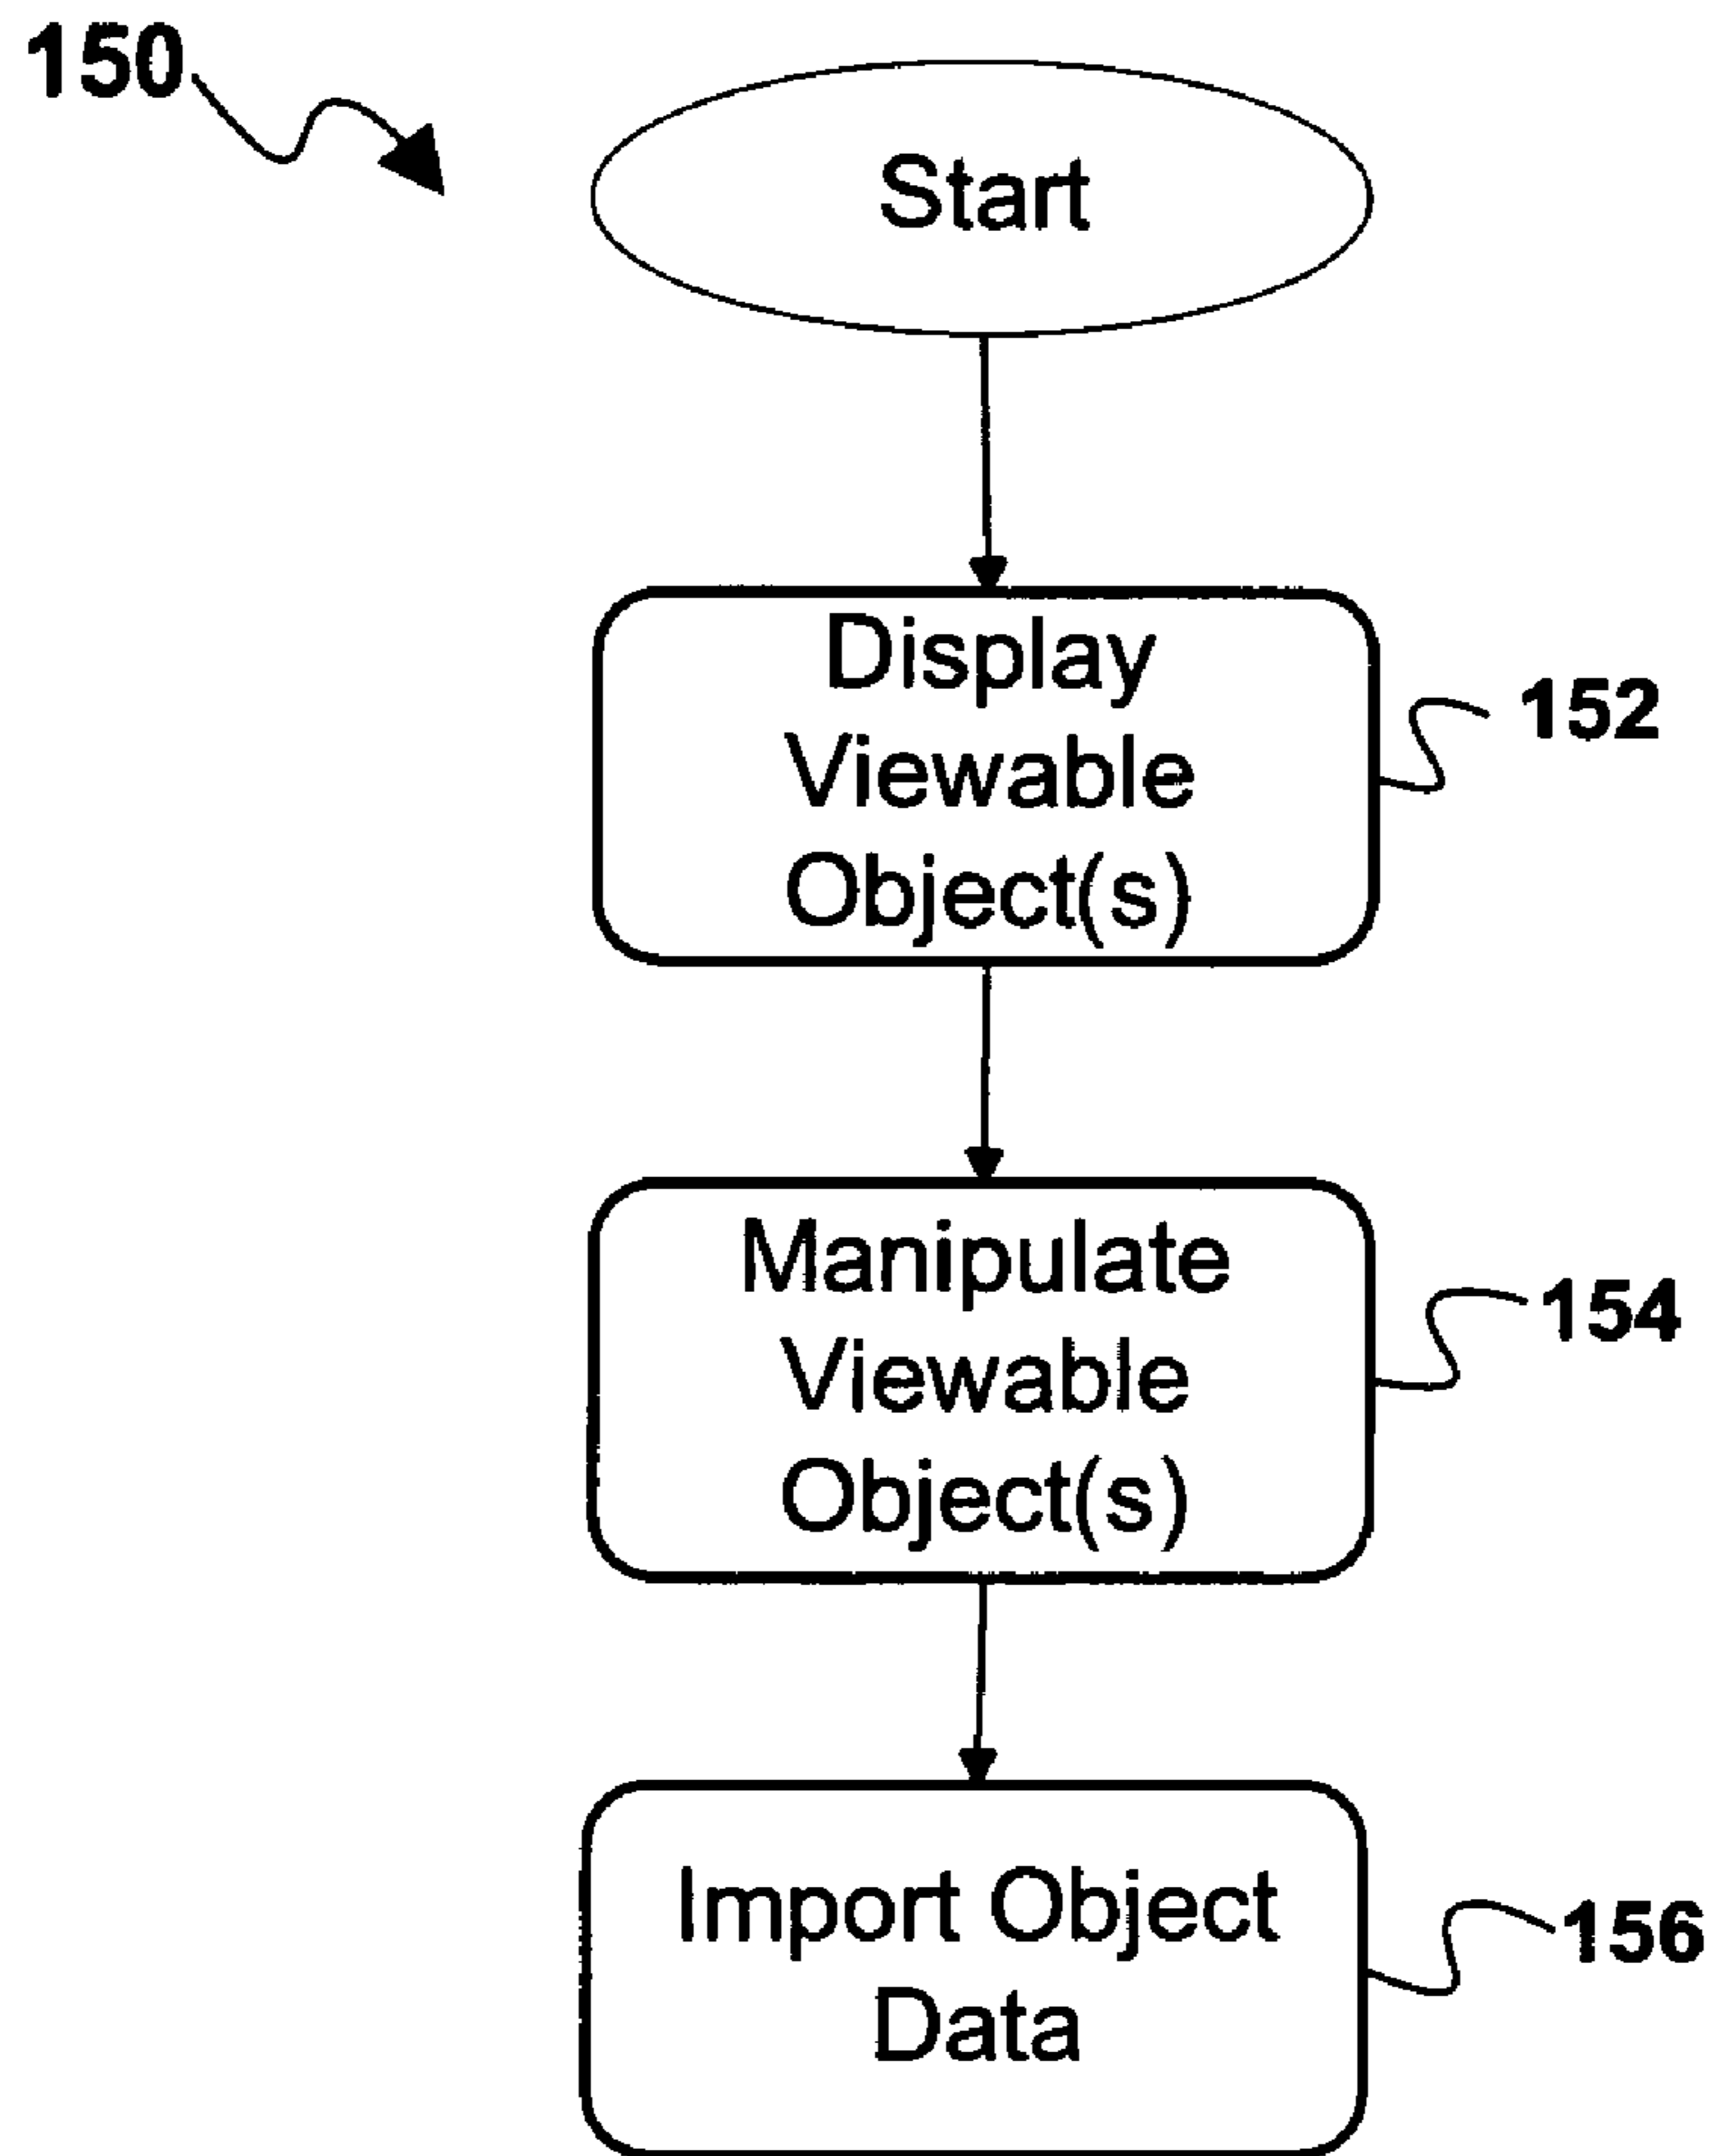 150
Start
Display
Viewable
Object(s)
152
Manipulate
Viewable
Object(s)
154
Import Object
Data
156